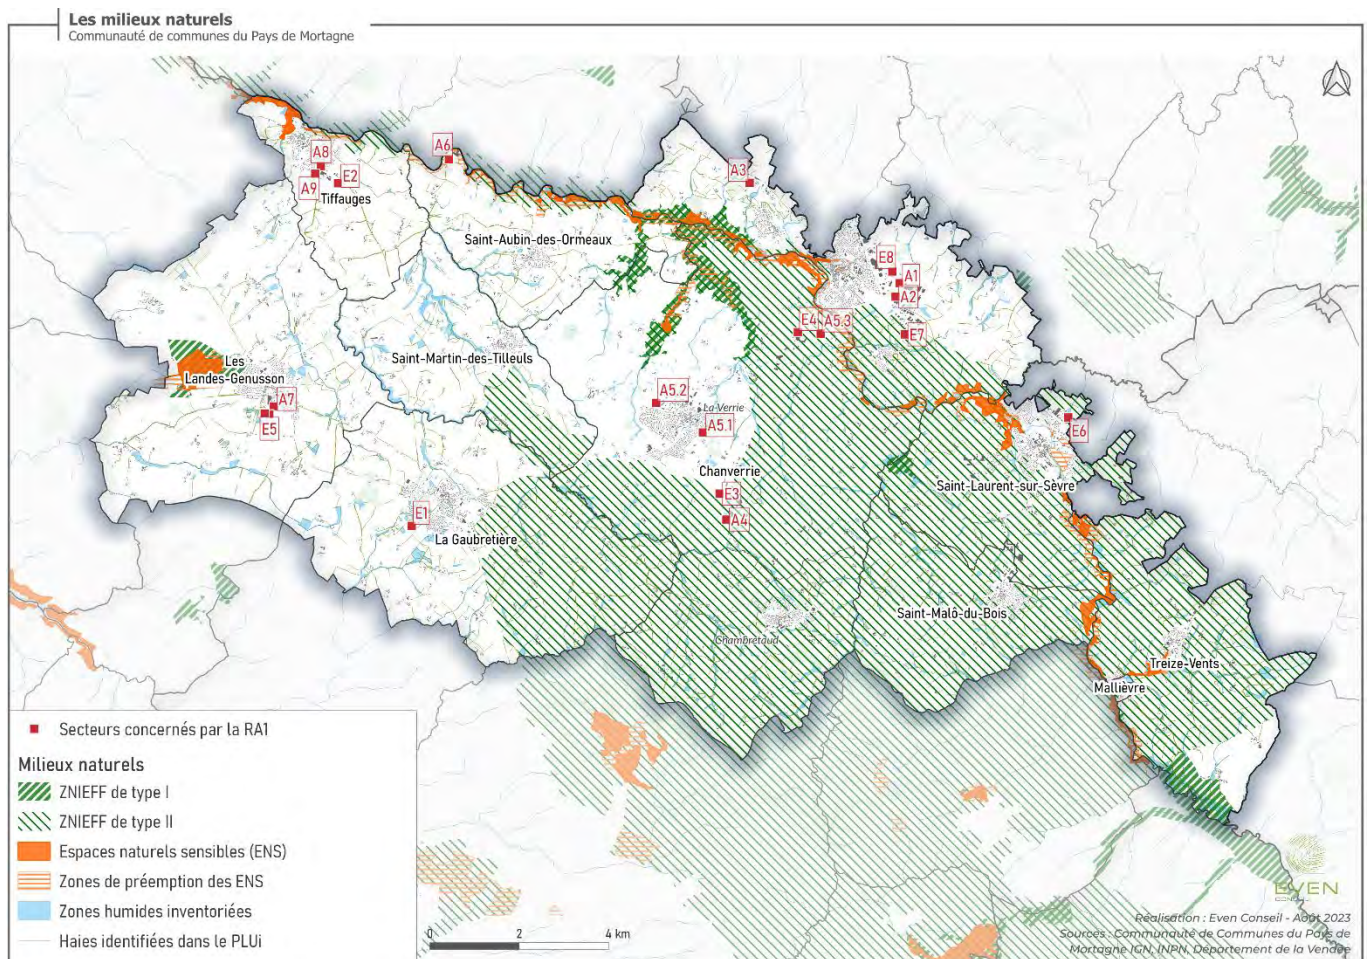 Les milieux naturels
Communauté de communes du Pays de Mortagne
A8
A9
E2
Tiffauges
A6
A3
Saint-Aubin-des-Ormeaux
E8
A1
A2
E7
E4
A5.3
Saint-Martin-des-Tilleuls
Les
Landes-Genusson
A7
E5
A5.2
La Verrie
A5.1
Chanverrie
E6
Saint-Laurent-sur-Sèvre
E3
A4
E1
La Gaubretière
Saint-Malô-du-Bois
Chambretaud
Treize-Vents
Mallièvre
Secteurs concernés par la RA1
Milieux naturels
ZNIEFF de type I
ZNIEFF de type II
Espaces naturels sensibles (ENS)
Zones de préemption des ENS
Zones humides inventoriées
Haies identifiées dans le PLUi
0 2 4 km
EVEN
CONSEIL
Réalisation : Even Conseil - Août 2023
Sources : Communauté de Communes du Pays de
Mortagne IGN, INPN, Département de la Vendée